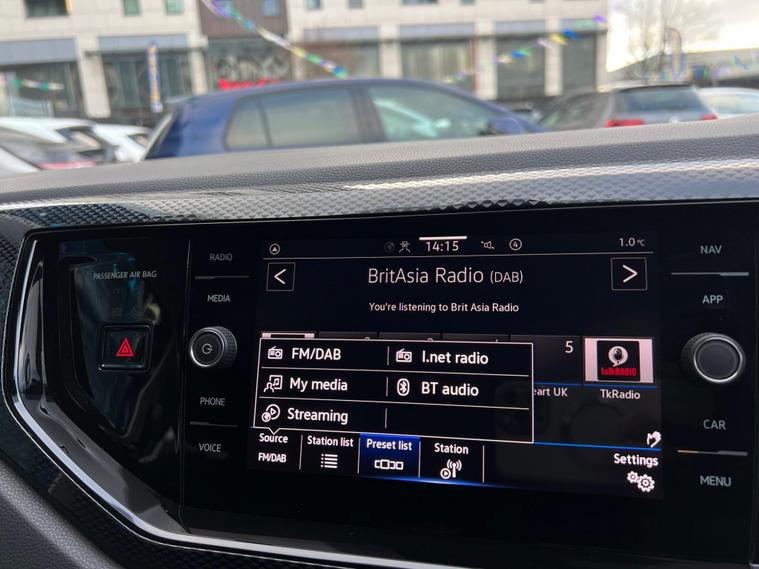 PASSENGER AIR BAG
RADIO
MEDIA
PHONE
VOICE
14:15
4
1.0 °C
BritAsia Radio (DAB)
You're listening to Brit Asia Radio
FM/DAB
I.net radio
My media
BT audio
Streaming
5
talkRADIO
eart UK
TkRadio
Source
FM/DAB
Station list
Preset list
Station
Settings
NAV
APP
CAR
MENU